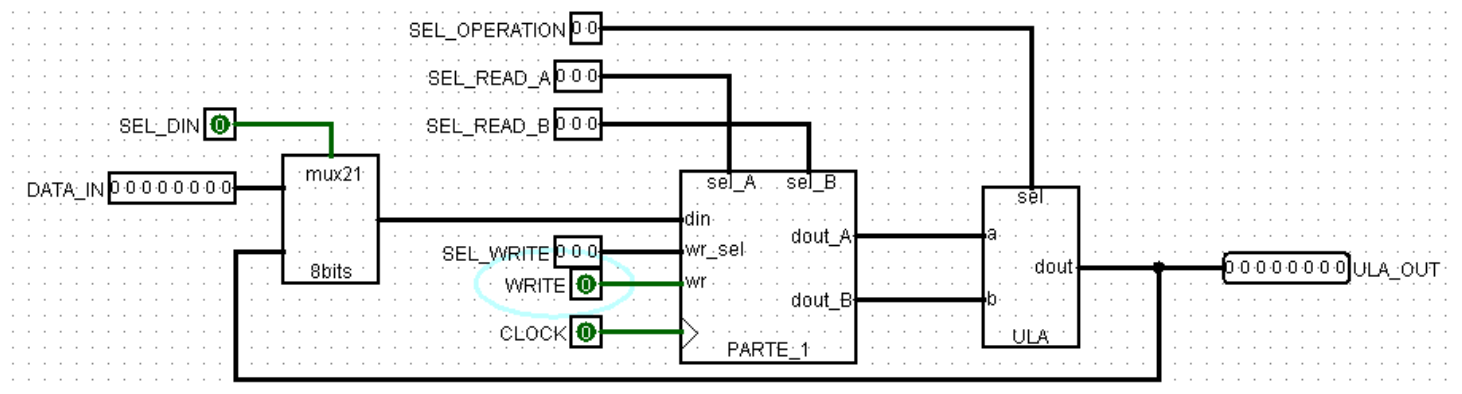 SEL_OPERATION 0 0
SEL_READ_A 0 0 0
SEL_DIN 0
SEL_READ_B 0 0 0
mux21
DATA_IN 0 0 0 0 0 0 0 0
8bits
sel_A sel_B
din
SEL_WRITE 0 0 0 wr_sel
WRITE 0 wr
CLOCK 0
dout_A
dout_B
PARTE_1
sel
a
dout
b
ULA
0 0 0 0 0 0 0 0 ULA_OUT